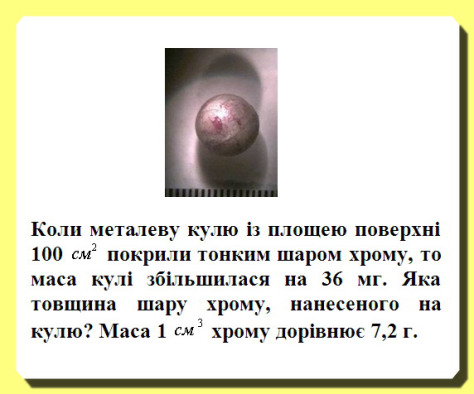 Коли металеву кулю із площею поверхні
100 см² покрили тонким шаром хрому, то
маса кулі збільшилася на 36 мг. Яка
товщина шару хрому, нанесеного на
кулю? Маса 1 см³ хрому дорівнює 7,2 г.